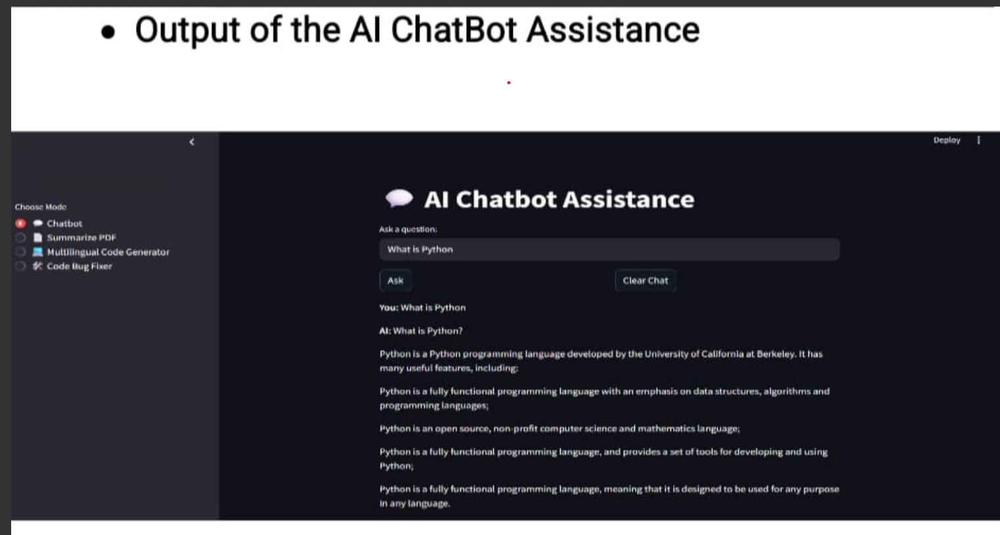 ● Output of the AI ChatBot Assistance
Deploy
Choose Mode
Chatbot
Summarize PDF
Multilingual Code Generator
Code Bug Fixer
AI Chatbot Assistance
Ask a question:
What is Python
Ask
Clear Chat
You: What is Python
AI: What is Python?
Python is a Python programming language developed by the University of California at Berkeley. It has
many useful features, including:
Python is a fully functional programming language with an emphasis on data structures, algorithms and
programming languages;
Python is an open source, non-profit computer science and mathematics language;
Python is a fully functional programming language, and provides a set of tools for developing and using
Python;
Python is a fully functional programming language, meaning that it is designed to be used for any purpose
in any language.